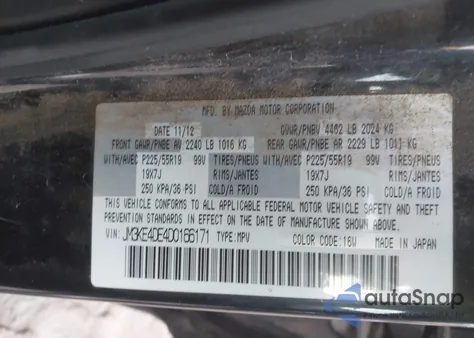 MFD. BY MAZDA MOTOR CORPORATION
DATE 11/12 GVWR/PNBV 4462 LB 2024 KG
FRONT GAWR/PNBE AV 2240 LB 1016 KG REAR GAWR/PNBE AR 2229 LB 1011 KG
WITH/AVEC P225/55R19 99V TIRES/PNEUS WITH/AVEC P225/55R19 99V TIRES/PNEUS
19X7J RIMS/JANTES 19X7J RIMS/JANTES
250 KPA/36 PSI COLD/A FROID 250 KPA/36 PSI COLD/A FROID
THIS VEHICLE CONFORMS TO ALL APPLICABLE FEDERAL MOTOR VEHICLE SAFETY AND
THEFT PREVENTION STANDARDS IN EFFECT ON THE DATE OF MANUFACTURE SHOWN ABOVE.
VIN: JM3KE4DE4D0166171 TYPE: MPV COLOR CODE: 16W MADE IN JAPAN
autoSnap